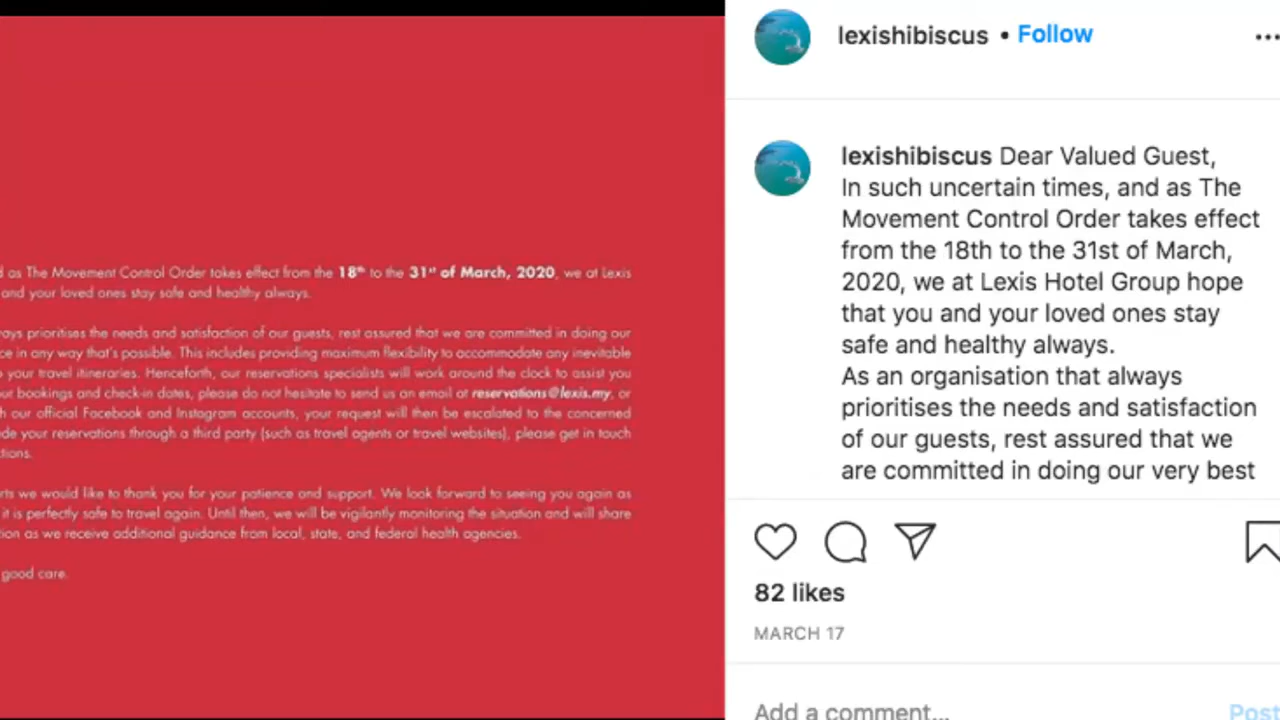 d as The Movement Control Order takes effect from the 18th to the 31st of March, 2020, we at Lexis
and your loved ones stay safe and healthy always.
ays prioritises the needs and satisfaction of our guests, rest assured that we are committed in doing our
ce in any way that's possible. This includes providing maximum flexibility to accommodate any inevitable
o your travel itineraries. Henceforth, our reservations specialists will work around the clock to assist you
ur bookings and check-in dates, please do not hesitate to send us an email at reservations@lexis.my, or
h our official Facebook and Instagram accounts, your request will then be escalated to the concerned
de your reservations through a third party (such as travel agents or travel websites), please get in touch
tions.
rts we would like to thank you for your patience and support. We look forward to seeing you again as
it is perfectly safe to travel again. Until then, we will be vigilantly monitoring the situation and will share
tion as we receive additional guidance from local, state, and federal health agencies.
good care.
lexishibiscus • Follow
lexishibiscus Dear Valued Guest,
In such uncertain times, and as The
Movement Control Order takes effect
from the 18th to the 31st of March,
2020, we at Lexis Hotel Group hope
that you and your loved ones stay
safe and healthy always.
As an organisation that always
prioritises the needs and satisfaction
of our guests, rest assured that we
are committed in doing our very best
82 likes
MARCH 17
Add a comment... Post